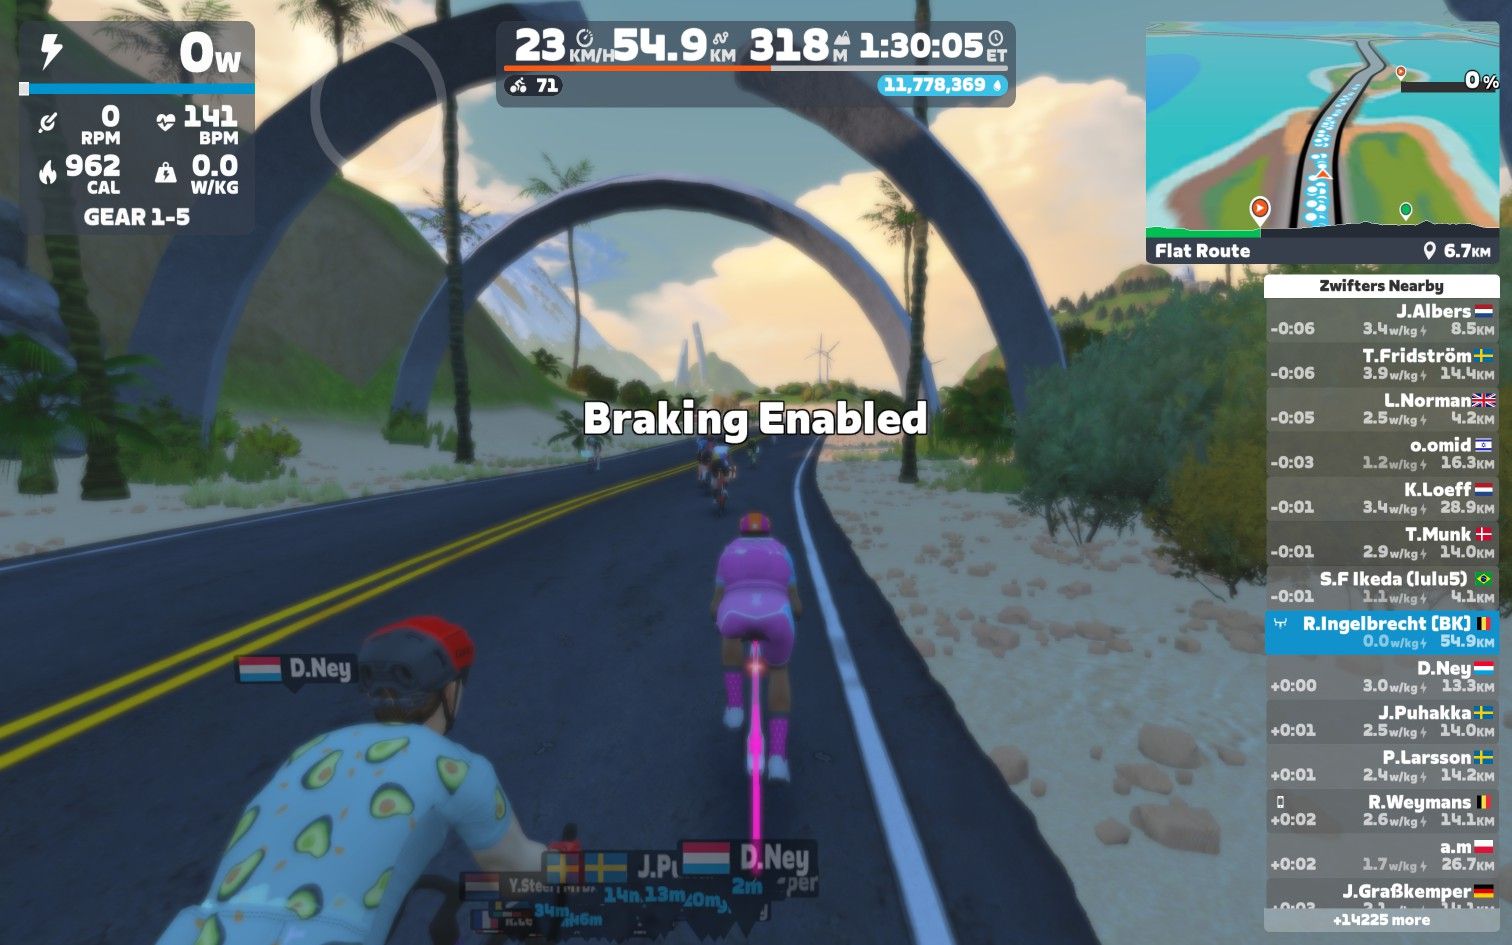 0w
0 RPM
141 BPM
962 CAL
0.0 W/KG
GEAR 1-5
23 KM/H 54.9 KM 318 M 1:30:05 ET
71
11,778,369
0%
Flat Route 6.7KM
Braking Enabled
Zwifters Nearby
J.Albers
-0:06 3.4w/kg 8.5KM
T.Fridström
-0:06 3.9w/kg 14.4KM
L.Norman
-0:05 2.5w/kg 4.2KM
o.omid
-0:03 1.2w/kg 16.3KM
K.Loeff
-0:01 3.4w/kg 28.9KM
T.Munk
-0:01 2.9w/kg 14.0KM
S.F Ikeda (lulu5)
-0:01 1.1w/kg 4.1KM
R.Ingelbrecht (BK)
0.0w/kg 54.9KM
D.Ney
+0:00 3.0w/kg 13.3KM
J.Puhakka
+0:01 2.5w/kg 14.0KM
P.Larsson
+0:01 2.4w/kg 14.2KM
R.Weymans
+0:02 2.6w/kg 14.1KM
a.m
+0:02 1.7w/kg 26.7KM
J.Graßkemper
+14225 more
D.Ney
D.Ney
J.Pu
2m
13m
34m